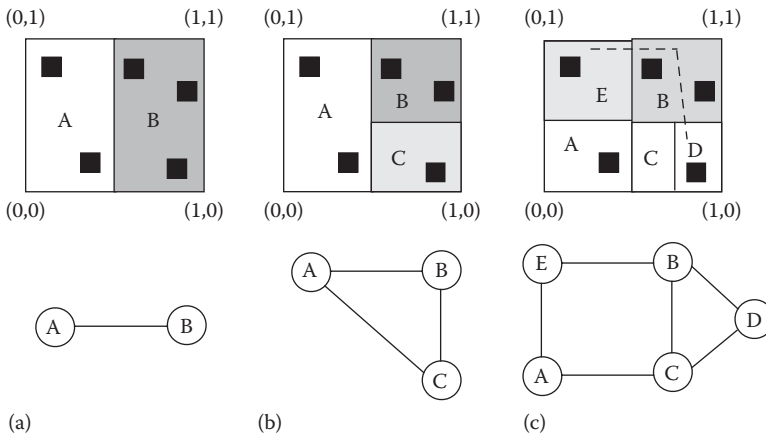 (0,1) (1,1) (0,1) (1,1) (0,1) (1,1)
A B A B E B
C A C D
(0,0) (1,0) (0,0) (1,0) (0,0) (1,0)
A B E B
A B D
C A C
(a) (b) (c)